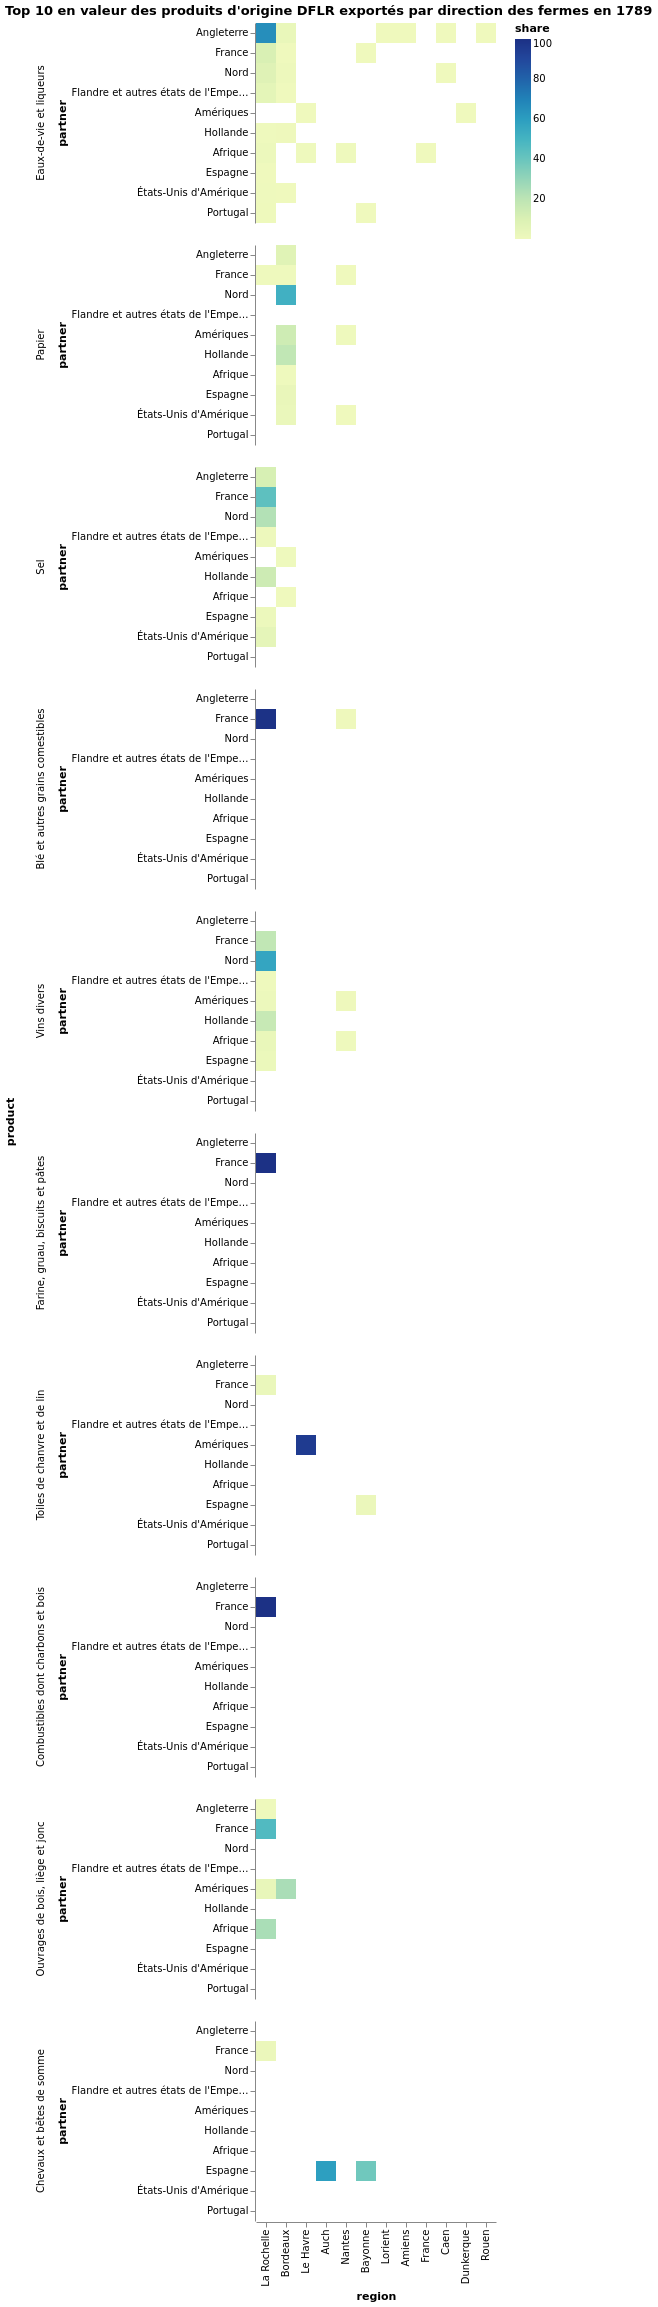 Top 10 en valeur des produits d'origine DFLR exportés par direction des fermes en 1789
share
100
80
60
40
20
product
Eaux-de-vie et liqueurs
partner
Angleterre
France
Nord
Flandre et autres états de l'Empe…
Amériques
Hollande
Afrique
Espagne
États-Unis d'Amérique
Portugal
Papier
partner
Angleterre
France
Nord
Flandre et autres états de l'Empe…
Amériques
Hollande
Afrique
Espagne
États-Unis d'Amérique
Portugal
Sel
partner
Angleterre
France
Nord
Flandre et autres états de l'Empe…
Amériques
Hollande
Afrique
Espagne
États-Unis d'Amérique
Portugal
Blé et autres grains comestibles
partner
Angleterre
France
Nord
Flandre et autres états de l'Empe…
Amériques
Hollande
Afrique
Espagne
États-Unis d'Amérique
Portugal
Vins divers
partner
Angleterre
France
Nord
Flandre et autres états de l'Empe…
Amériques
Hollande
Afrique
Espagne
États-Unis d'Amérique
Portugal
Farine, gruau, biscuits et pâtes
partner
Angleterre
France
Nord
Flandre et autres états de l'Empe…
Amériques
Hollande
Afrique
Espagne
États-Unis d'Amérique
Portugal
Toiles de chanvre et de lin
partner
Angleterre
France
Nord
Flandre et autres états de l'Empe…
Amériques
Hollande
Afrique
Espagne
États-Unis d'Amérique
Portugal
Combustibles dont charbons et bois
partner
Angleterre
France
Nord
Flandre et autres états de l'Empe…
Amériques
Hollande
Afrique
Espagne
États-Unis d'Amérique
Portugal
Ouvrages de bois, liège et jonc
partner
Angleterre
France
Nord
Flandre et autres états de l'Empe…
Amériques
Hollande
Afrique
Espagne
États-Unis d'Amérique
Portugal
Chevaux et bêtes de somme
partner
Angleterre
France
Nord
Flandre et autres états de l'Empe…
Amériques
Hollande
Afrique
Espagne
États-Unis d'Amérique
Portugal
La Rochelle
Bordeaux
Le Havre
Auch
Nantes
Bayonne
Lorient
Amiens
France
Caen
Dunkerque
Rouen
region